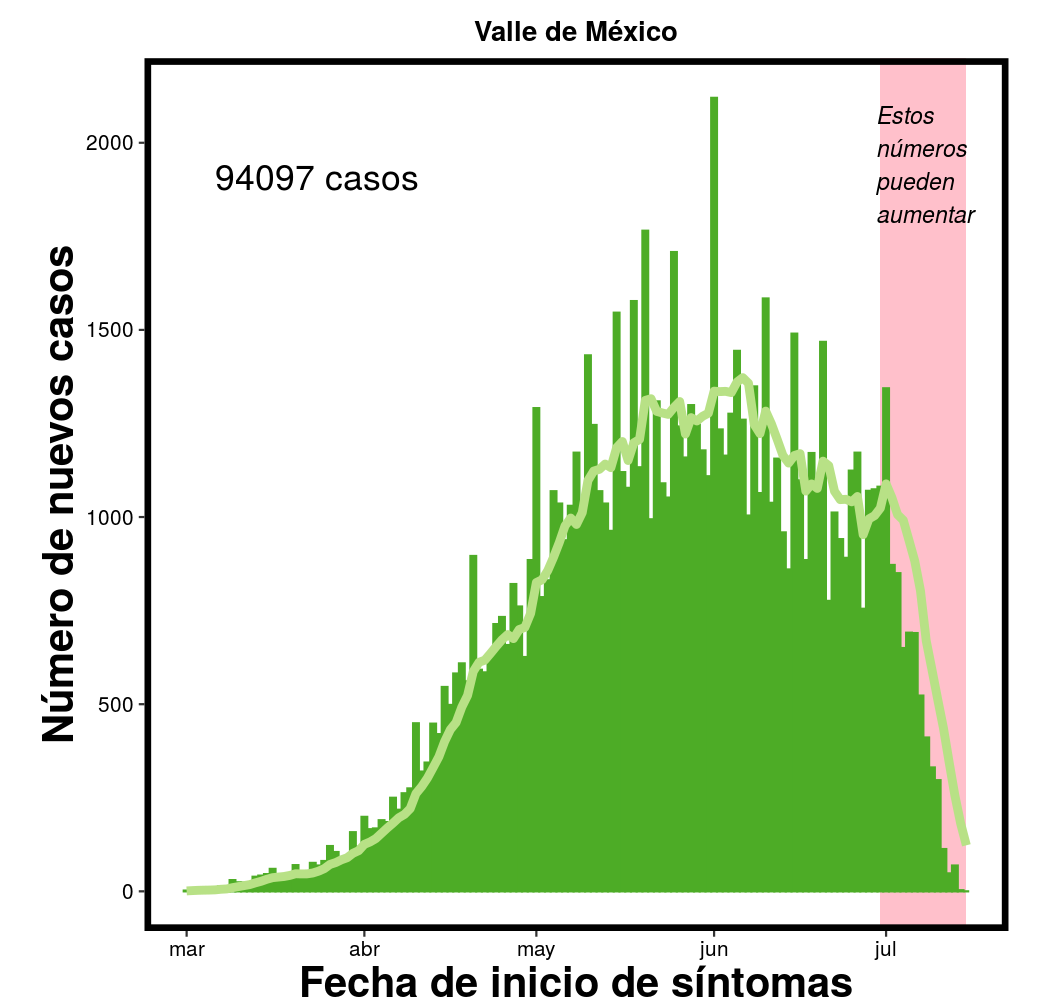 Valle de México
Estos
números
pueden
aumentar
94097 casos
Número de nuevos casos
2000
1500
1000
500
0
mar
abr
may
jun
jul
Fecha de inicio de síntomas